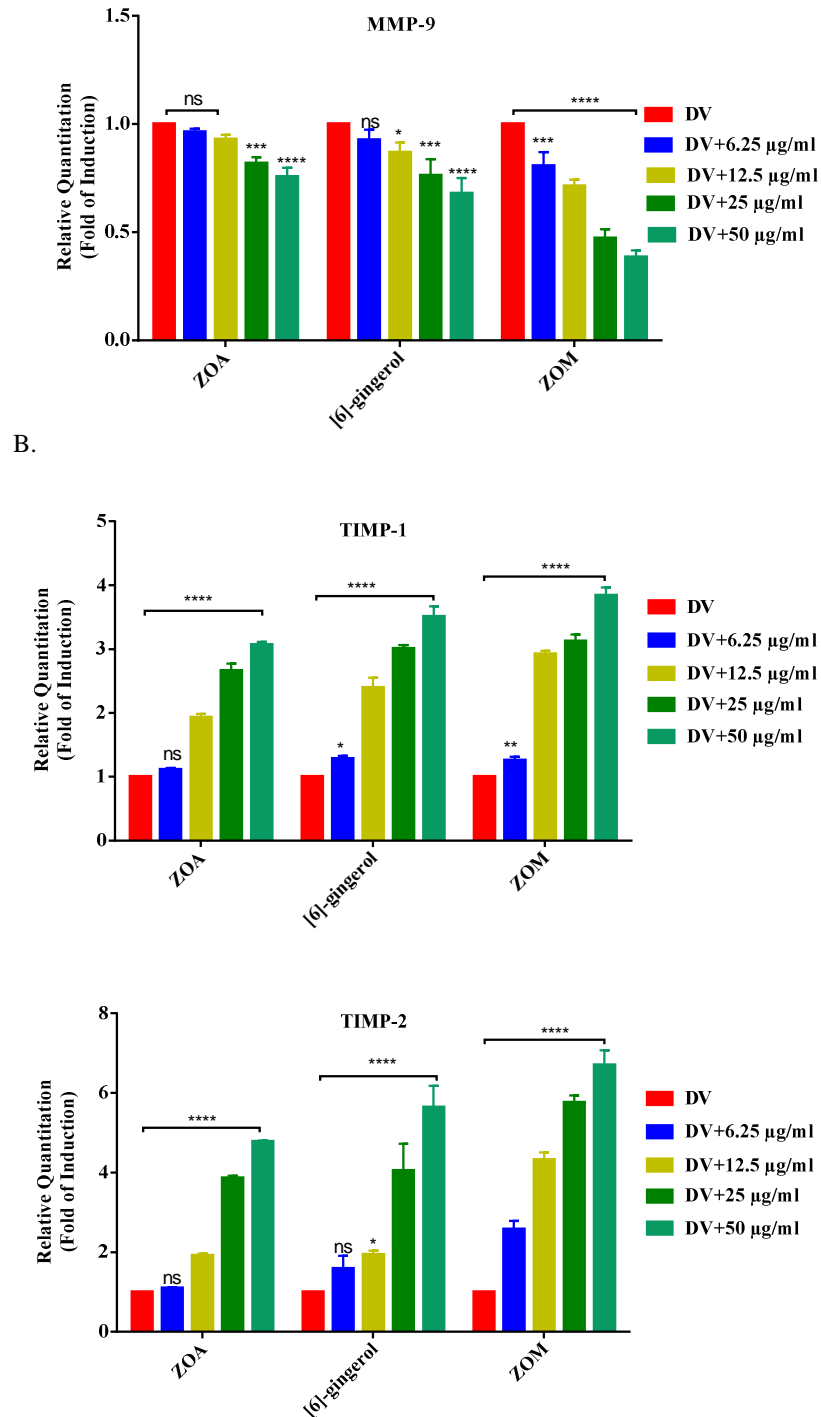 MMP-9
1.5
1.0
0.5
0.0
Relative Quantitation
(Fold of Induction)
ns
***
****
ns
*
***
****
***
****
ZOA
[6]-gingerol
ZOM
DV
DV+6.25 µg/ml
DV+12.5 µg/ml
DV+25 µg/ml
DV+50 µg/ml
B.
TIMP-1
5
4
3
2
1
0
Relative Quantitation
(Fold of Induction)
****
ns
****
*
****
**
ZOA
[6]-gingerol
ZOM
DV
DV+6.25 µg/ml
DV+12.5 µg/ml
DV+25 µg/ml
DV+50 µg/ml
TIMP-2
8
6
4
2
0
Relative Quantitation
(Fold of Induction)
****
ns
****
ns
*
****
ZOA
[6]-gingerol
ZOM
DV
DV+6.25 µg/ml
DV+12.5 µg/ml
DV+25 µg/ml
DV+50 µg/ml